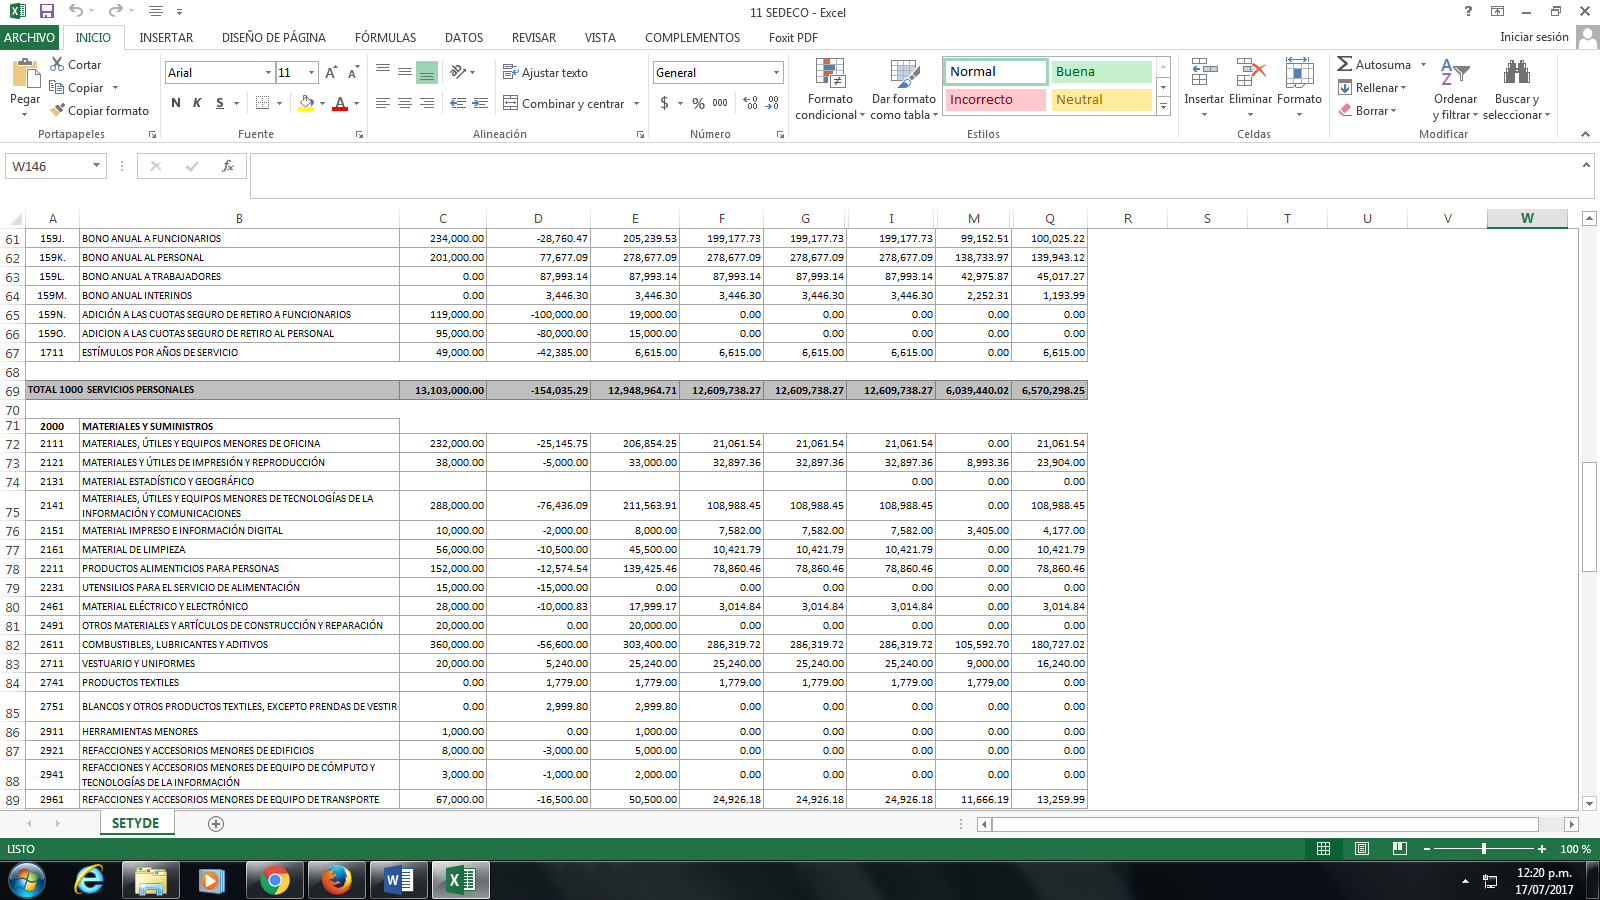 11 SEDECO - Excel
ARCHIVO INICIO INSERTAR DISEÑO DE PÁGINA FÓRMULAS DATOS REVISAR VISTA COMPLEMENTOS Foxit PDF Iniciar sesión
Pegar Cortar Copiar Copiar formato Portapapeles
Arial 11 N K S Fuente
Ajustar texto Combinar y centrar Alineación
General $ % 000 Número
Formato condicional Dar formato como tabla Normal Buena Incorrecto Neutral Estilos
Insertar Eliminar Formato Celdas
Autosuma Rellenar Borrar Ordenar y filtrar Buscar y seleccionar Modificar
W146 fx
A B C D E F G I M Q R S T U V W
61 159J. BONO ANUAL A FUNCIONARIOS 234,000.00 -28,760.47 205,239.53 199,177.73 199,177.73 199,177.73 99,152.51 100,025.22
62 159K. BONO ANUAL AL PERSONAL 201,000.00 77,677.09 278,677.09 278,677.09 278,677.09 278,677.09 138,733.97 139,943.12
63 159L. BONO ANUAL A TRABAJADORES 0.00 87,993.14 87,993.14 87,993.14 87,993.14 87,993.14 42,975.87 45,017.27
64 159M. BONO ANUAL INTERINOS 0.00 3,446.30 3,446.30 3,446.30 3,446.30 3,446.30 2,252.31 1,193.99
65 159N. ADICIÓN A LAS CUOTAS SEGURO DE RETIRO A FUNCIONARIOS 119,000.00 -100,000.00 19,000.00 0.00 0.00 0.00 0.00 0.00
66 159O. ADICION A LAS CUOTAS SEGURO DE RETIRO AL PERSONAL 95,000.00 -80,000.00 15,000.00 0.00 0.00 0.00 0.00 0.00
67 1711 ESTÍMULOS POR AÑOS DE SERVICIO 49,000.00 -42,385.00 6,615.00 6,615.00 6,615.00 6,615.00 0.00 6,615.00
68
69 TOTAL 1000 SERVICIOS PERSONALES 13,103,000.00 -154,035.29 12,948,964.71 12,609,738.27 12,609,738.27 12,609,738.27 6,039,440.02 6,570,298.25
70
71 2000 MATERIALES Y SUMINISTROS
72 2111 MATERIALES, ÚTILES Y EQUIPOS MENORES DE OFICINA 232,000.00 -25,145.75 206,854.25 21,061.54 21,061.54 21,061.54 0.00 21,061.54
73 2121 MATERIALES Y ÚTILES DE IMPRESIÓN Y REPRODUCCIÓN 38,000.00 -5,000.00 33,000.00 32,897.36 32,897.36 32,897.36 8,993.36 23,904.00
74 2131 MATERIAL ESTADÍSTICO Y GEOGRÁFICO 0.00 0.00 0.00
75 2141 MATERIALES, ÚTILES Y EQUIPOS MENORES DE TECNOLOGÍAS DE LA
INFORMACIÓN Y COMUNICACIONES 288,000.00 -76,436.09 211,563.91 108,988.45 108,988.45 108,988.45 0.00 108,988.45
76 2151 MATERIAL IMPRESO E INFORMACIÓN DIGITAL 10,000.00 -2,000.00 8,000.00 7,582.00 7,582.00 7,582.00 3,405.00 4,177.00
77 2161 MATERIAL DE LIMPIEZA 56,000.00 -10,500.00 45,500.00 10,421.79 10,421.79 10,421.79 0.00 10,421.79
78 2211 PRODUCTOS ALIMENTICIOS PARA PERSONAS 152,000.00 -12,574.54 139,425.46 78,860.46 78,860.46 78,860.46 0.00 78,860.46
79 2231 UTENSILIOS PARA EL SERVICIO DE ALIMENTACIÓN 15,000.00 -15,000.00 0.00 0.00 0.00 0.00 0.00 0.00
80 2461 MATERIAL ELÉCTRICO Y ELECTRÓNICO 28,000.00 -10,000.83 17,999.17 3,014.84 3,014.84 3,014.84 0.00 3,014.84
81 2491 OTROS MATERIALES Y ARTÍCULOS DE CONSTRUCCIÓN Y REPARACIÓN 20,000.00 0.00 20,000.00 0.00 0.00 0.00 0.00 0.00
82 2611 COMBUSTIBLES, LUBRICANTES Y ADITIVOS 360,000.00 -56,600.00 303,400.00 286,319.72 286,319.72 286,319.72 105,592.70 180,727.02
83 2711 VESTUARIO Y UNIFORMES 20,000.00 5,240.00 25,240.00 25,240.00 25,240.00 25,240.00 9,000.00 16,240.00
84 2741 PRODUCTOS TEXTILES 0.00 1,779.00 1,779.00 1,779.00 1,779.00 1,779.00 1,779.00 0.00
85 2751 BLANCOS Y OTROS PRODUCTOS TEXTILES, EXCEPTO PRENDAS DE VESTIR 0.00 2,999.80 2,999.80 0.00 0.00 0.00 0.00 0.00
86 2911 HERRAMIENTAS MENORES 1,000.00 0.00 1,000.00 0.00 0.00 0.00 0.00 0.00
87 2921 REFACCIONES Y ACCESORIOS MENORES DE EDIFICIOS 8,000.00 -3,000.00 5,000.00 0.00 0.00 0.00 0.00 0.00
88 2941 REFACCIONES Y ACCESORIOS MENORES DE EQUIPO DE CÓMPUTO Y
TECNOLOGÍAS DE LA INFORMACIÓN 3,000.00 -1,000.00 2,000.00 0.00 0.00 0.00 0.00 0.00
89 2961 REFACCIONES Y ACCESORIOS MENORES DE EQUIPO DE TRANSPORTE 67,000.00 -16,500.00 50,500.00 24,926.18 24,926.18 24,926.18 11,666.19 13,259.99
SETYDE
LISTO 100 %
12:20 p.m.
17/07/2017